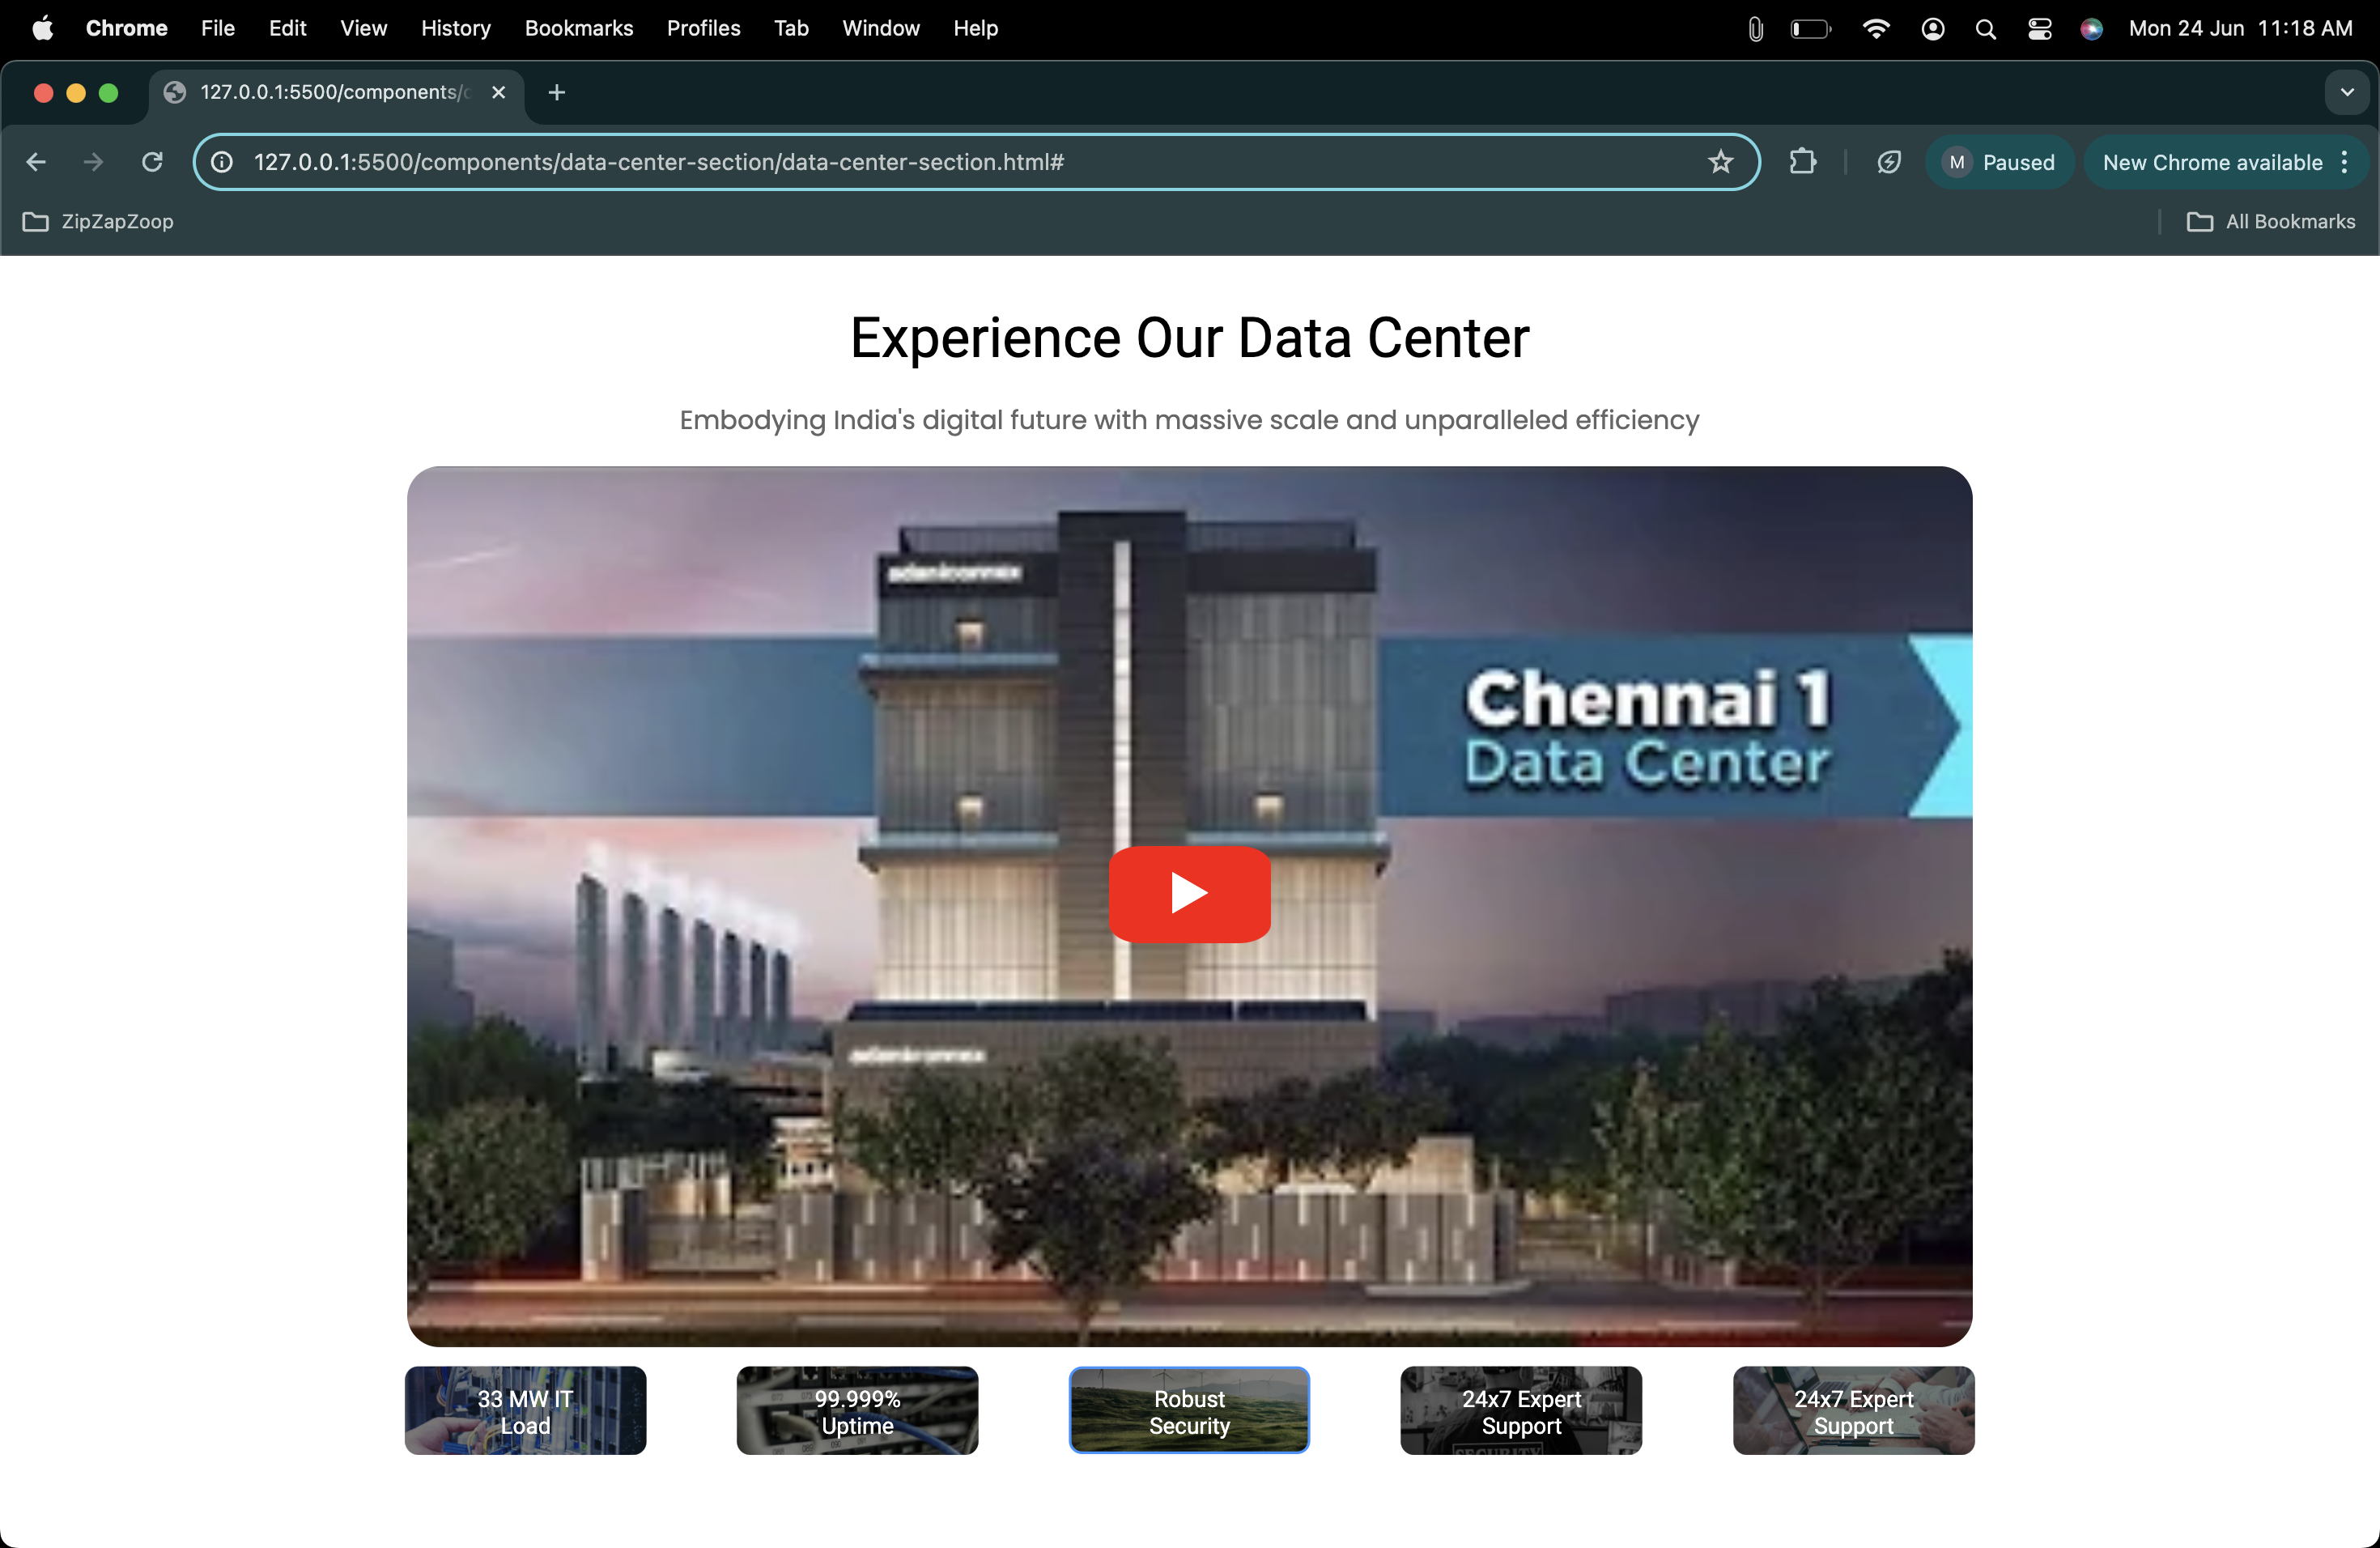 Chrome File Edit View History Bookmarks Profiles Tab Window Help Mon 24 Jun 11:18 AM
127.0.0.1:5500/components/
127.0.0.1:5500/components/data-center-section/data-center-section.html# M Paused New Chrome available
ZipZapZoop All Bookmarks
Experience Our Data Center
Embodying India's digital future with massive scale and unparalleled efficiency
Chennai 1
Data Center
33 MW IT
Load
99.999%
Uptime
Robust
Security
24x7 Expert
Support
SECURITY
24x7 Expert
Support